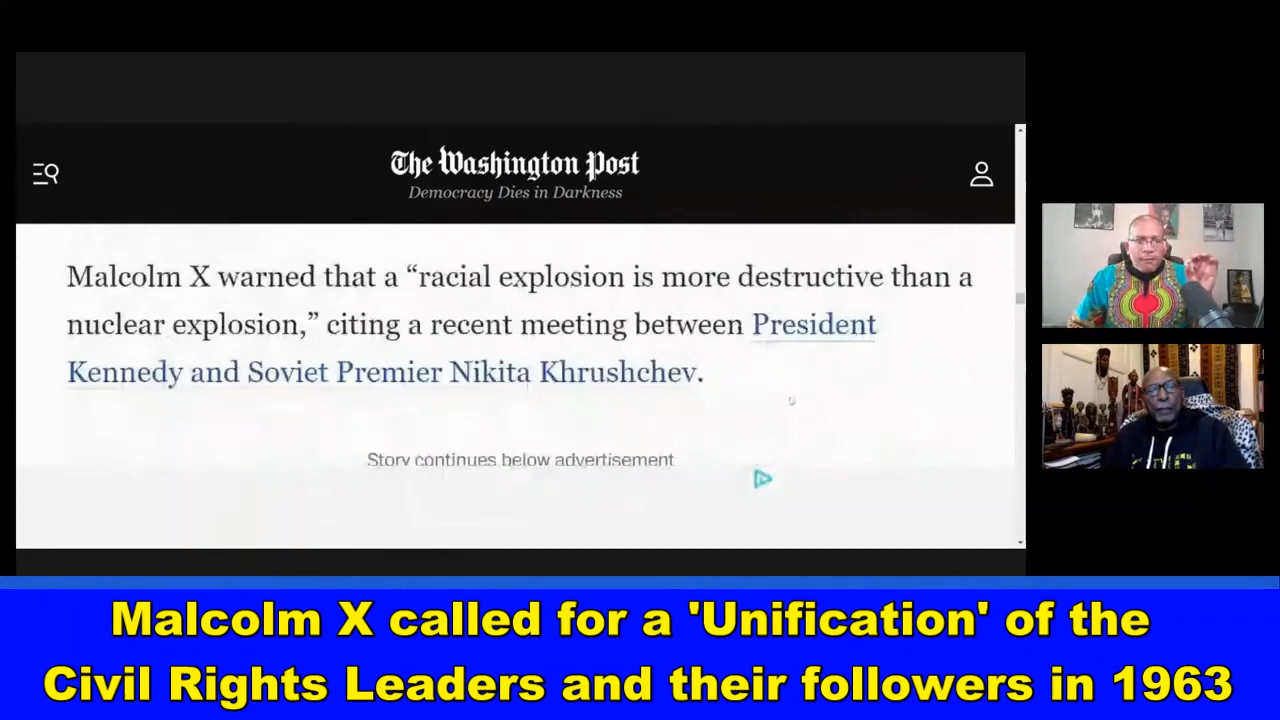 The Washington Post
Democracy Dies in Darkness
Malcolm X warned that a “racial explosion is more destructive than a
nuclear explosion,” citing a recent meeting between President
Kennedy and Soviet Premier Nikita Khrushchev.
Story continues below advertisement
Malcolm X called for a 'Unification' of the
Civil Rights Leaders and their followers in 1963